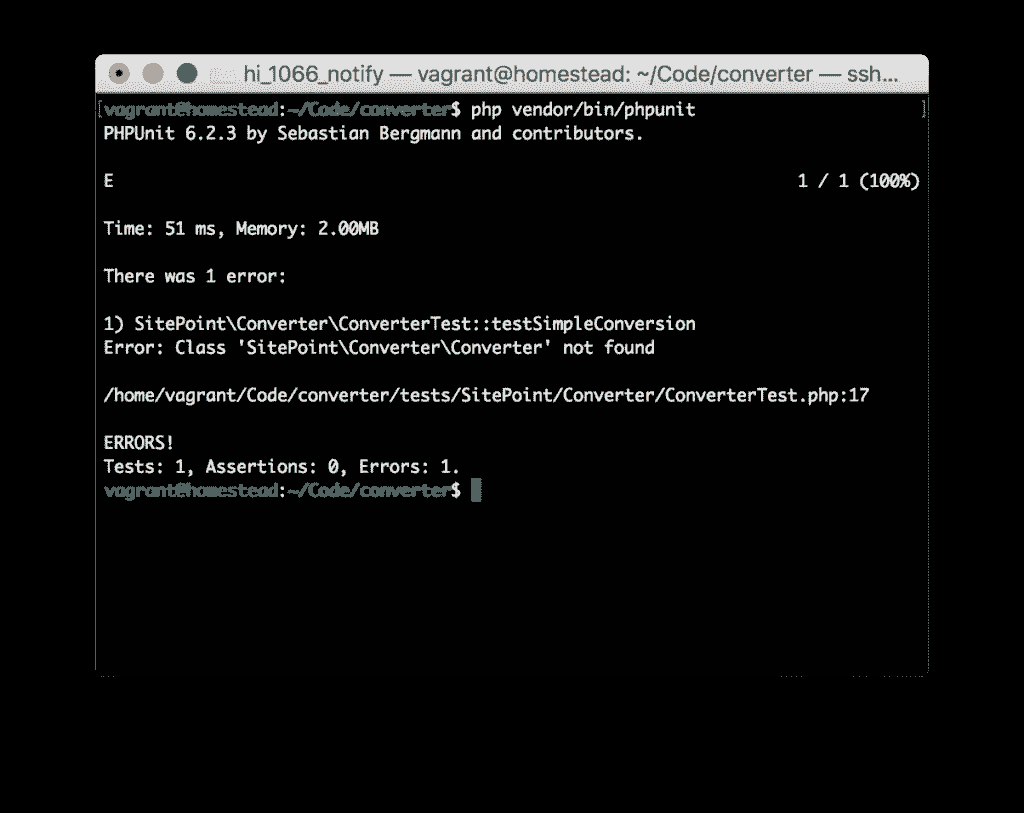 hi_1066_notify — vagrant@homestead: ~/Code/converter — ssh...
[vagrant@homestead:~/Code/converter$ php vendor/bin/phpunit ]
PHPUnit 6.2.3 by Sebastian Bergmann and contributors.
E 1 / 1 (100%)
Time: 51 ms, Memory: 2.00MB
There was 1 error:
1) SitePoint\Converter\ConverterTest::testSimpleConversion
Error: Class 'SitePoint\Converter\Converter' not found
/home/vagrant/Code/converter/tests/SitePoint/Converter/ConverterTest.php:17
ERRORS!
Tests: 1, Assertions: 0, Errors: 1.
vagrant@homestead:~/Code/converter$